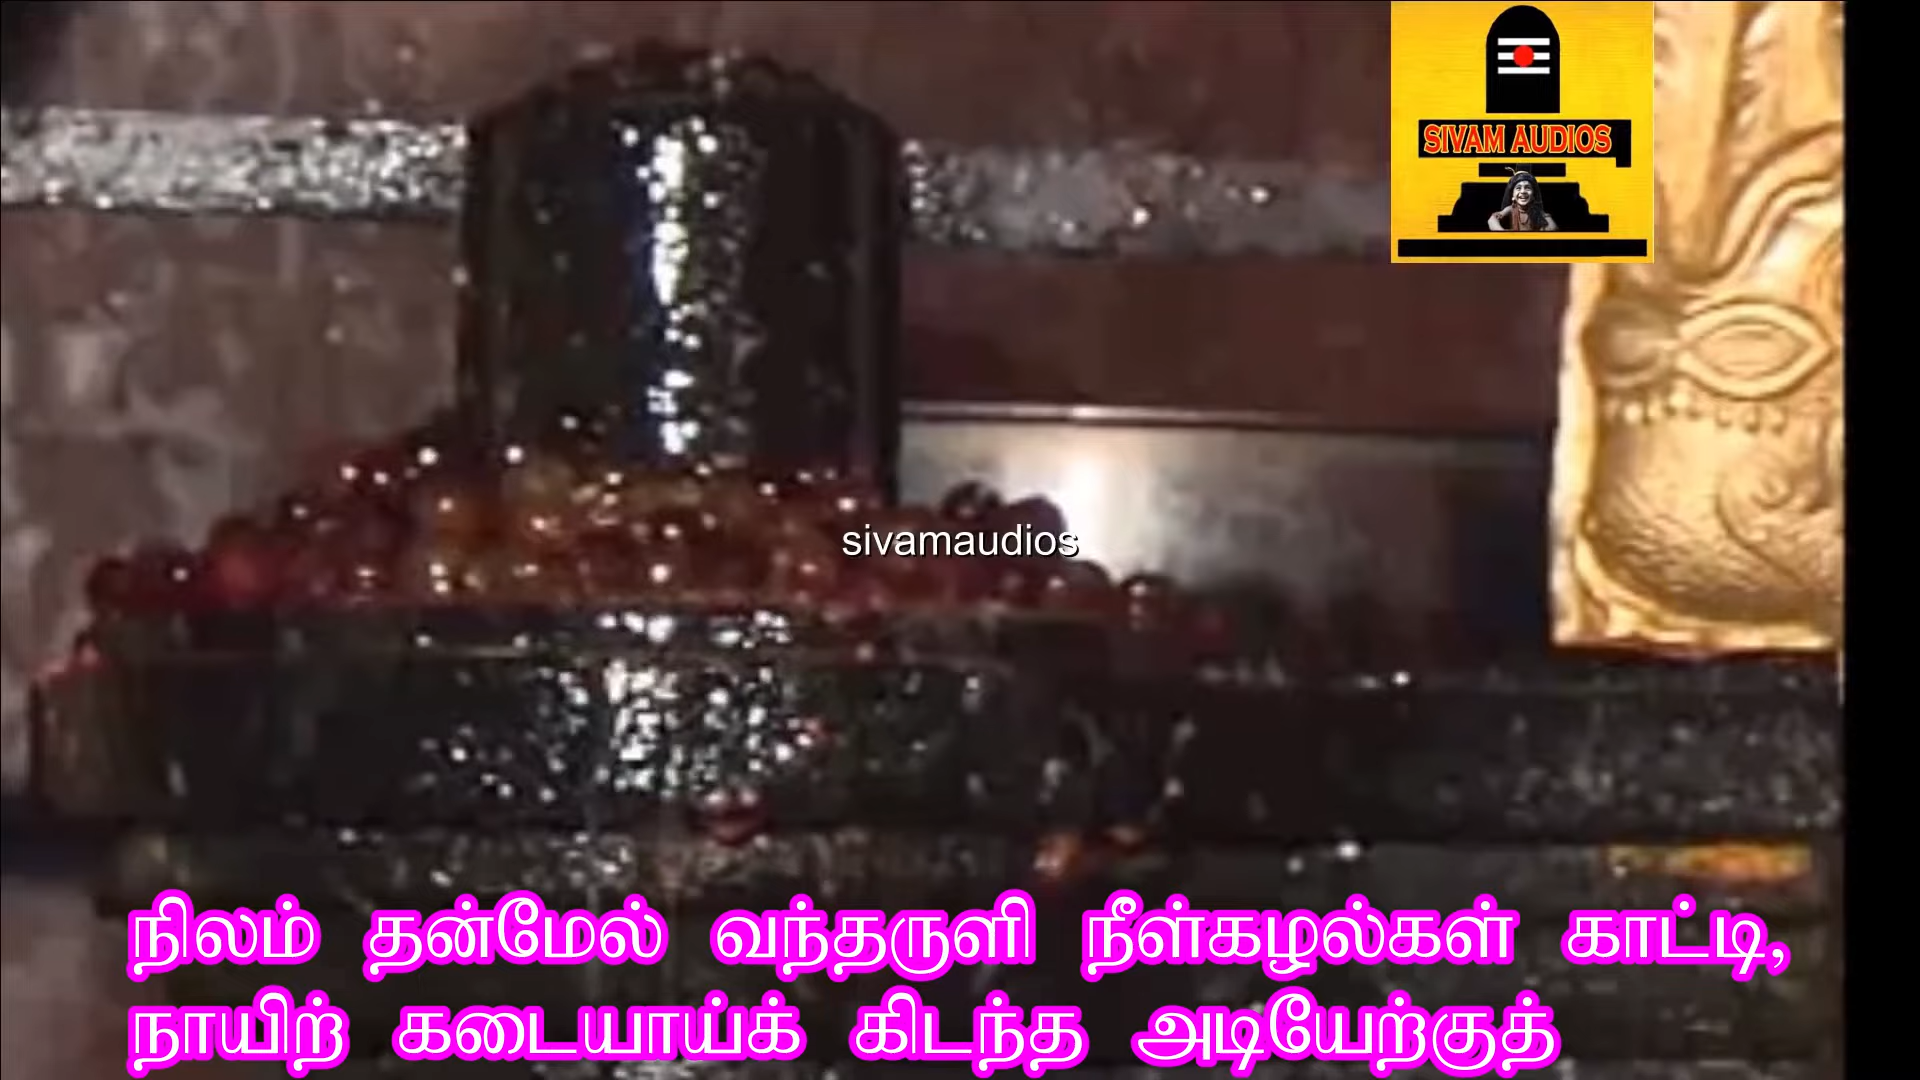 SIVAM AUDIOS
sivamaudios
நிலம் தன்மேல் வந்தருளி நீள்கழல்கள் காட்டி,
நாயிற் கடையாய்க் கிடந்த அடியேற்குத்